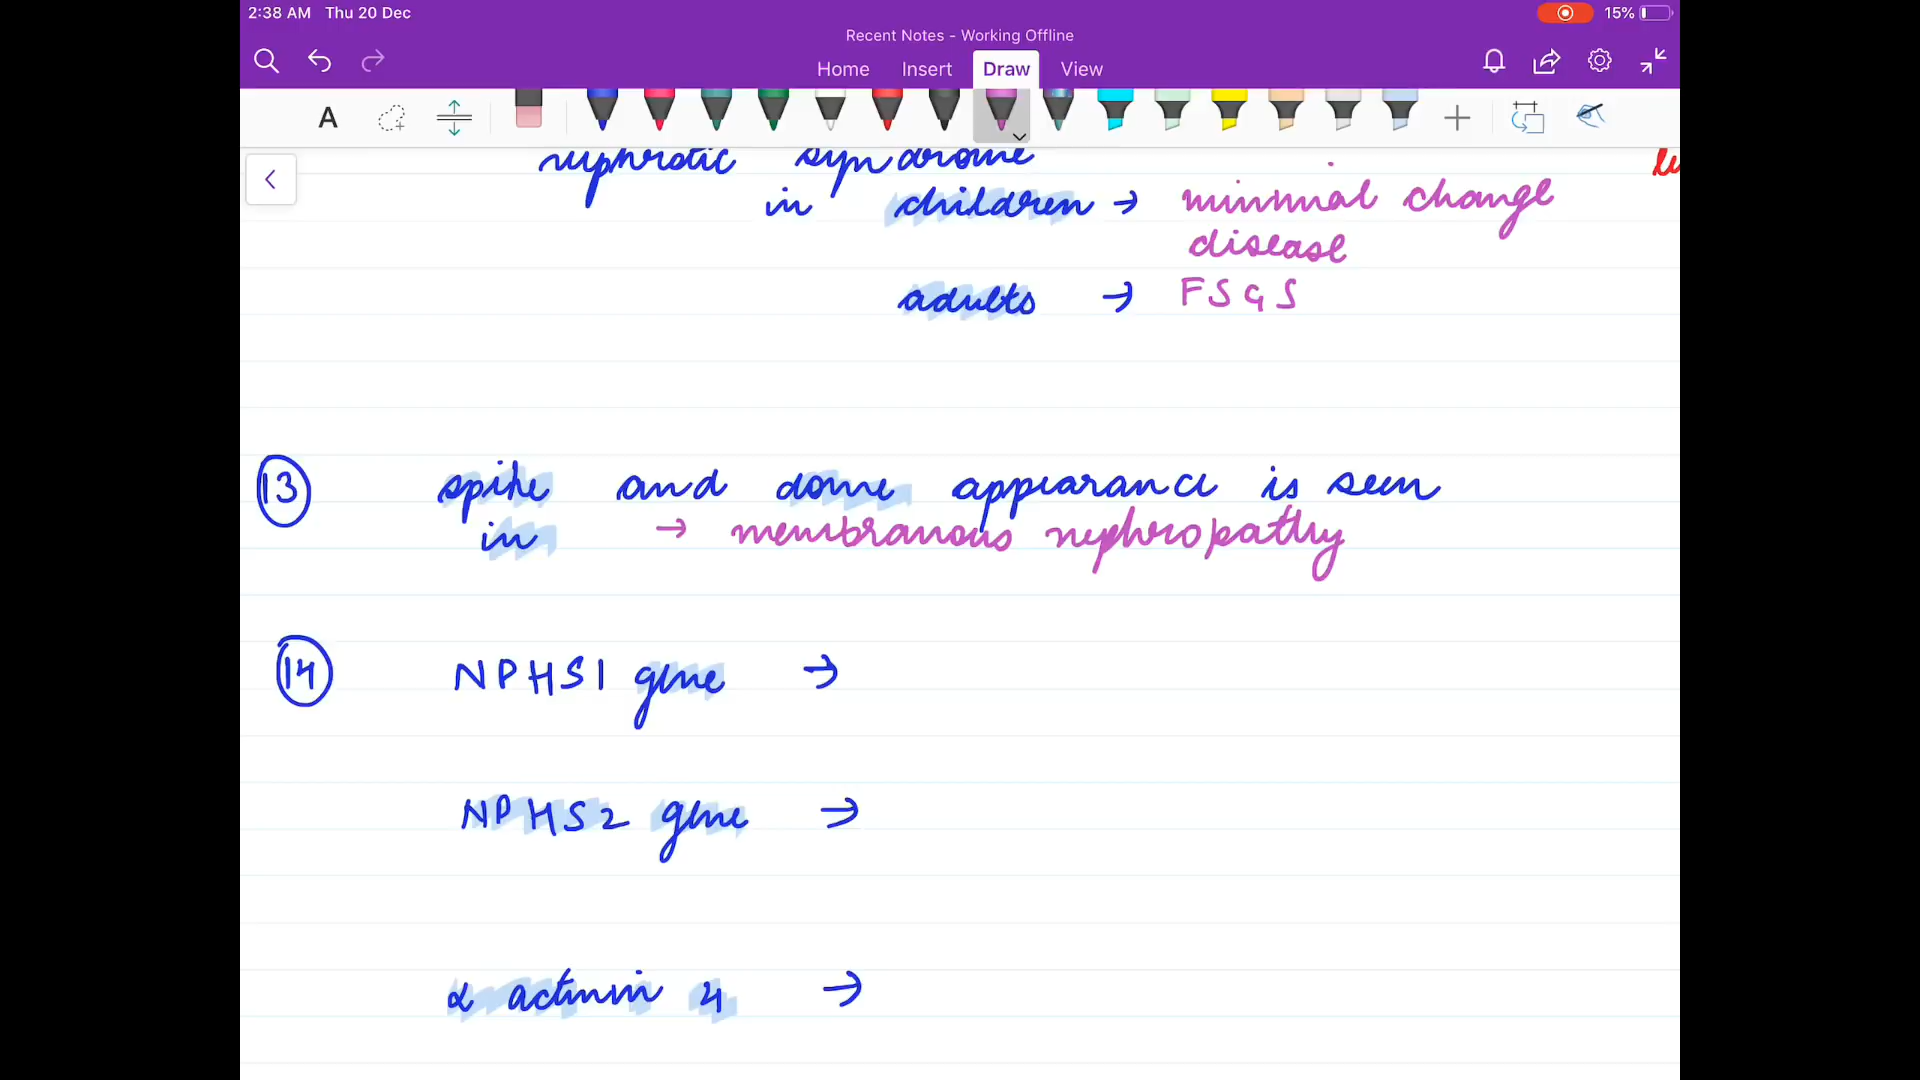 2:38 AM Thu 20 Dec 15%
Recent Notes - Working Offline
Home Insert Draw View
A
nephrotic syndrome
in children → minimal change
disease
adults → FSGS
13 spike and dome appearance is seen
in → membranous nephropathy
14 NPHS1 gene →
NPHS2 gene →
α actinin 4 →